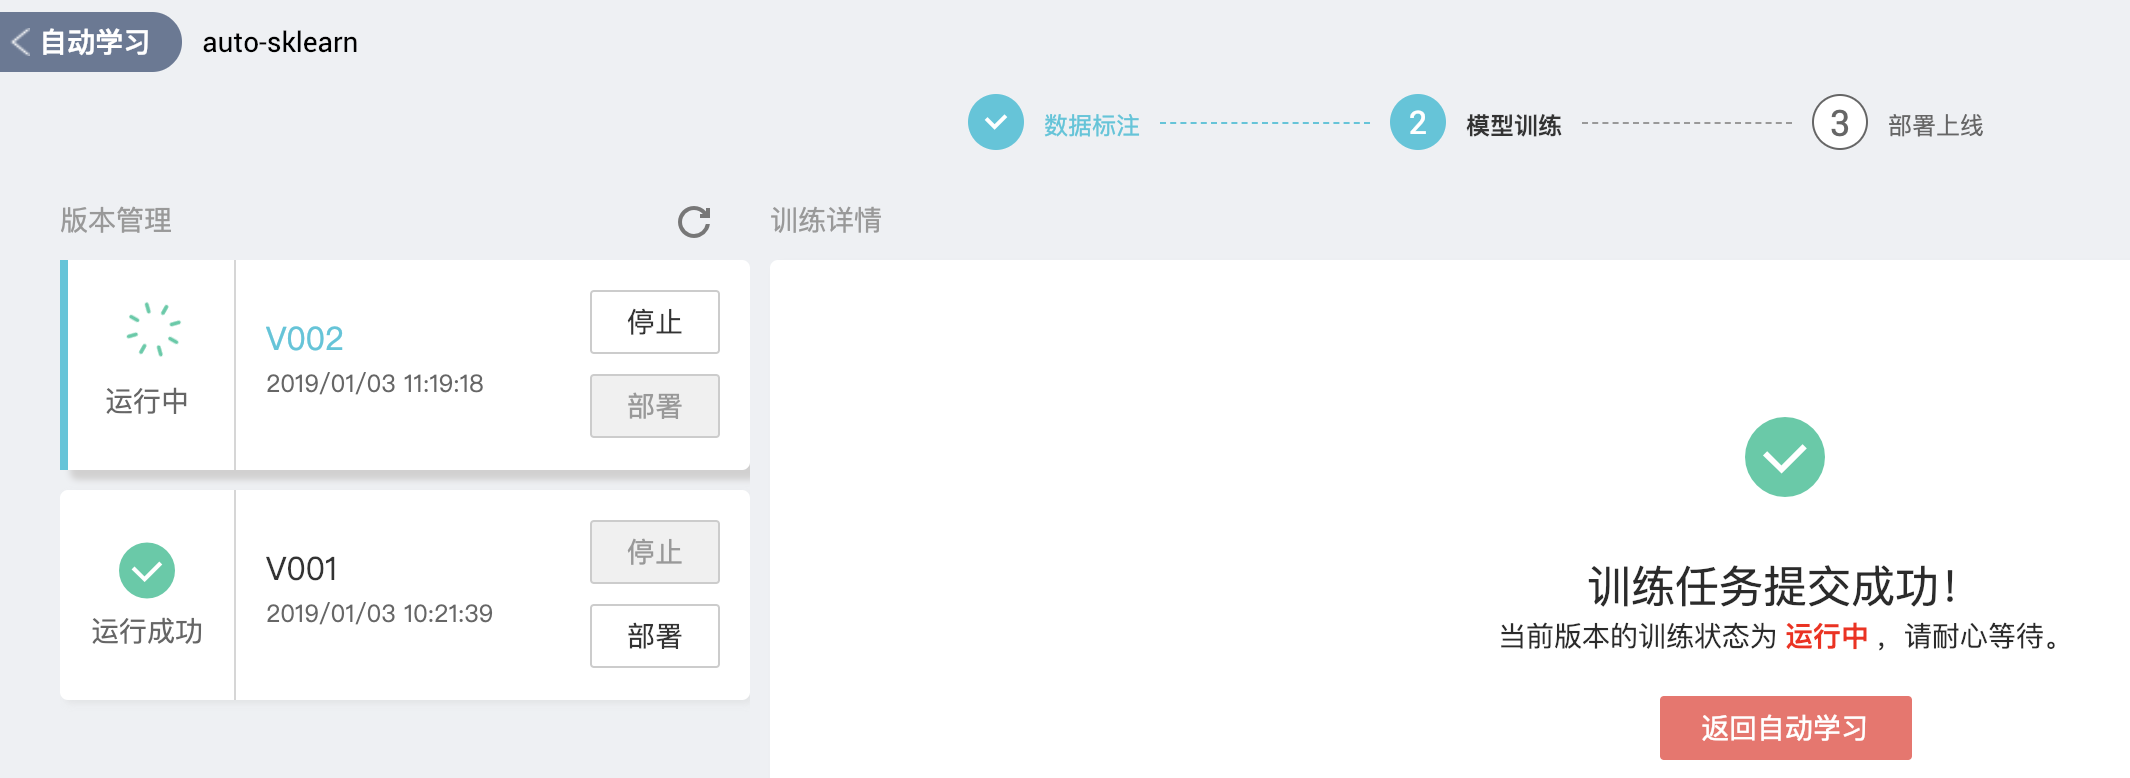 自动学习 auto-sklearn
数据标注 2 模型训练 3 部署上线
版本管理
运行中
V002
2019/01/03 11:19:18
停止
部署
运行成功
V001
2019/01/03 10:21:39
停止
部署
训练详情
训练任务提交成功！
当前版本的训练状态为 运行中 ，请耐心等待。
返回自动学习